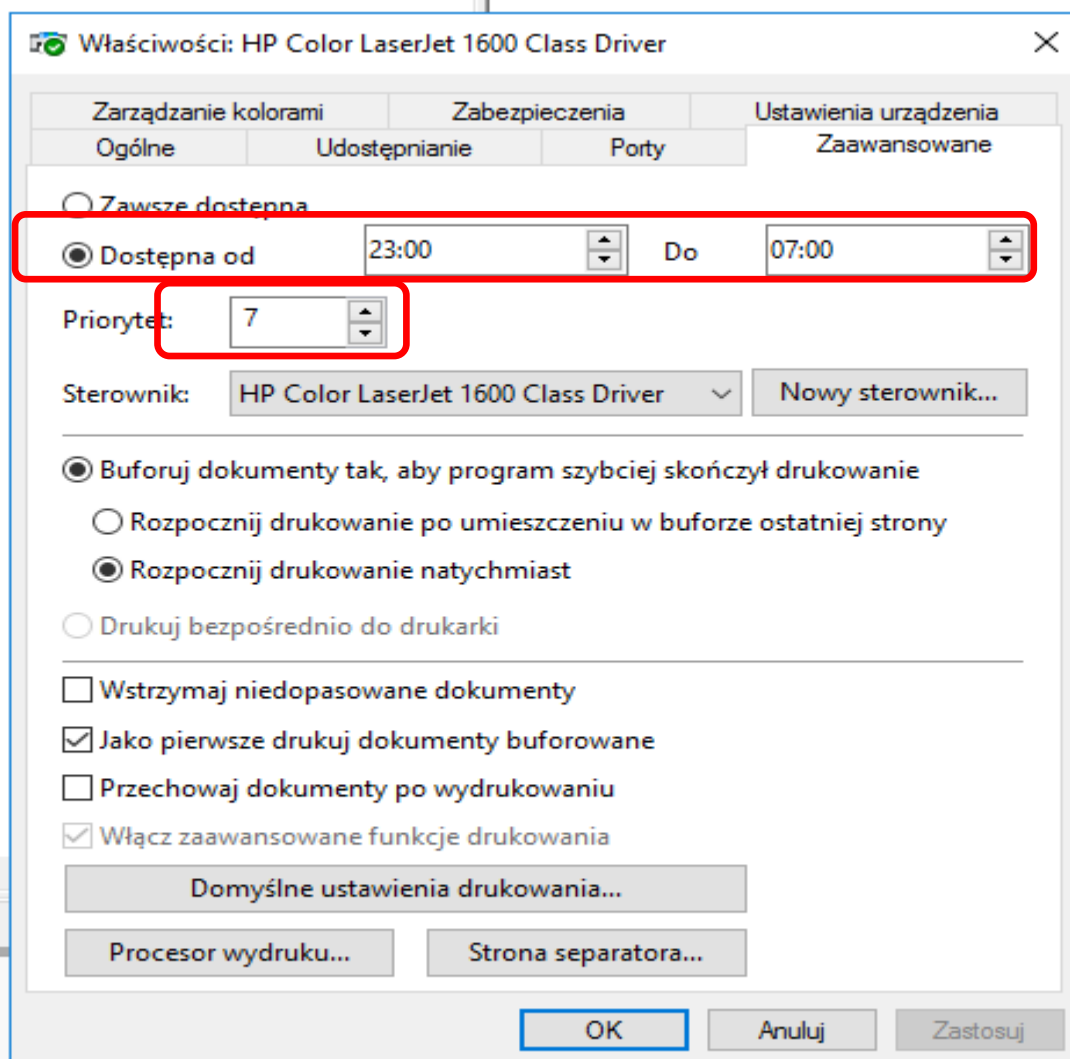 Właściwości: HP Color LaserJet 1600 Class Driver
Zarządzanie kolorami Zabezpieczenia Ustawienia urządzenia
Ogólne Udostępnianie Porty Zaawansowane
Zawsze dostępna
Dostępna od 23:00 Do 07:00
Priorytet: 7
Sterownik: HP Color LaserJet 1600 Class Driver Nowy sterownik...
Buforuj dokumenty tak, aby program szybciej skończył drukowanie
Rozpocznij drukowanie po umieszczeniu w buforze ostatniej strony
Rozpocznij drukowanie natychmiast
Drukuj bezpośrednio do drukarki
Wstrzymaj niedopasowane dokumenty
Jako pierwsze drukuj dokumenty buforowane
Przechowaj dokumenty po wydrukowaniu
Włącz zaawansowane funkcje drukowania
Domyślne ustawienia drukowania...
Procesor wydruku... Strona separatora...
OK Anuluj Zastosuj